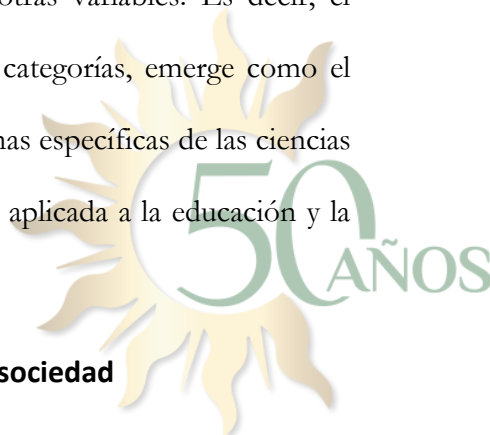 otras variables. Es decir, el
categorías, emerge como el
específicas de las ciencias
aplicada a la educación y la
50 AÑOS
sociedad